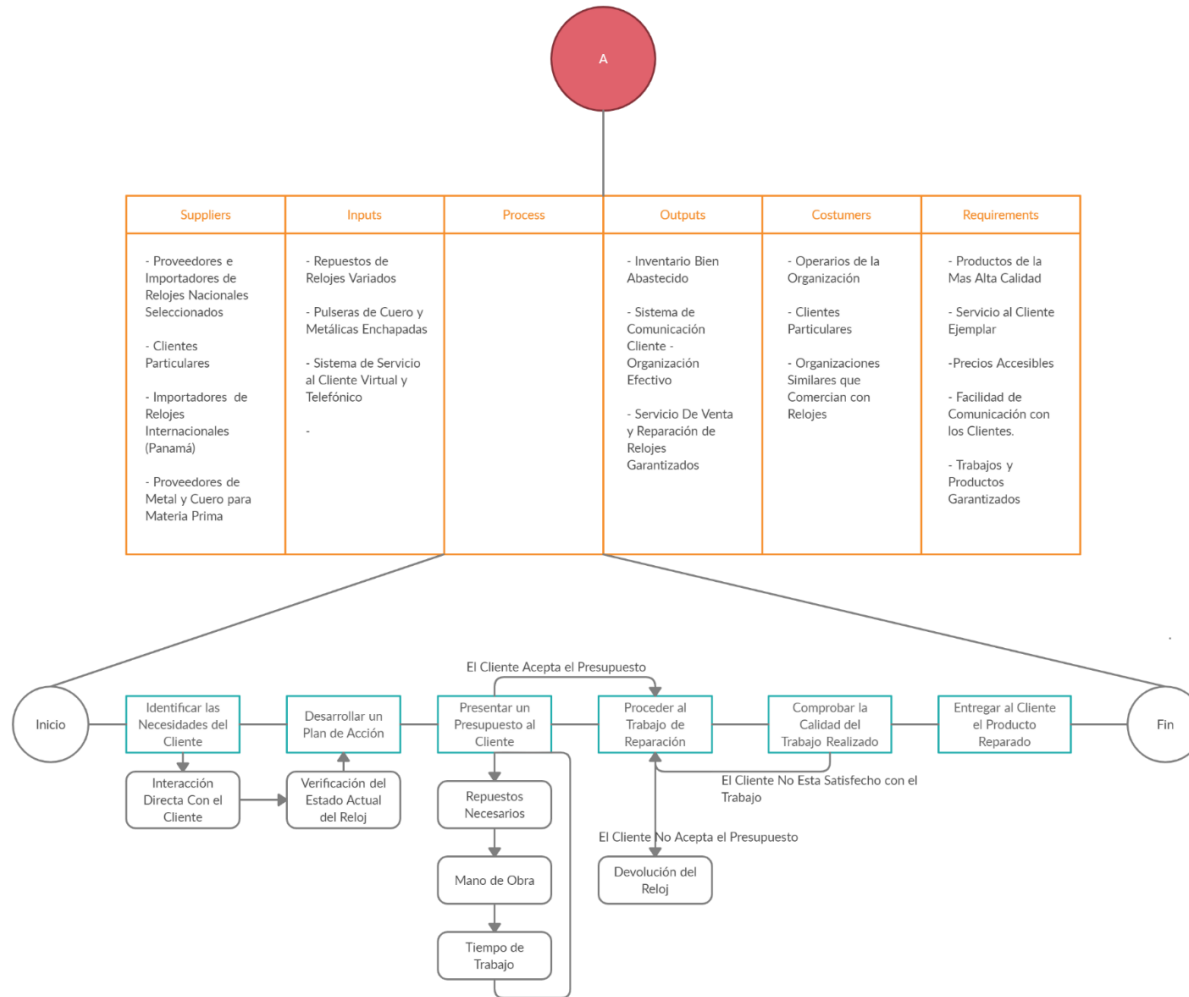 A
Suppliers
Inputs
Process
Outputs
Costumers
Requirements
- Proveedores e
Importadores de
Relojes Nacionales
Seleccionados
- Clientes
Particulares
- Importadores de
Relojes
Internacionales
(Panamá)
- Proveedores de
Metal y Cuero para
Materia Prima
- Repuestos de
Relojes Variados
- Pulseras de Cuero y
Metálicas Enchapadas
- Sistema de Servicio
al Cliente Virtual y
Telefónico
-
- Inventario Bien
Abastecido
- Sistema de
Comunicación
Cliente -
Organización
Efectivo
- Servicio De Venta
y Reparación de
Relojes
Garantizados
- Operarios de la
Organización
- Clientes
Particulares
- Organizaciones
Similares que
Comercian con
Relojes
- Productos de la
Mas Alta Calidad
- Servicio al Cliente
Ejemplar
-Precios Accesibles
- Facilidad de
Comunicación con
los Clientes.
- Trabajos y
Productos
Garantizados
.
El Cliente Acepta el Presupuesto
Inicio
Identificar las
Necesidades del
Cliente
Desarrollar un
Plan de Acción
Presentar un
Presupuesto al
Cliente
Proceder al
Trabajo de
Reparación
Comprobar la
Calidad del
Trabajo Realizado
Entregar al Cliente
el Producto
Reparado
Fin
Interacción
Directa Con el
Cliente
Verificación del
Estado Actual
del Reloj
Repuestos
Necesarios
El Cliente No Esta Satisfecho con el
Trabajo
El Cliente No Acepta el Presupuesto
Mano de Obra
Devolución del
Reloj
Tiempo de
Trabajo